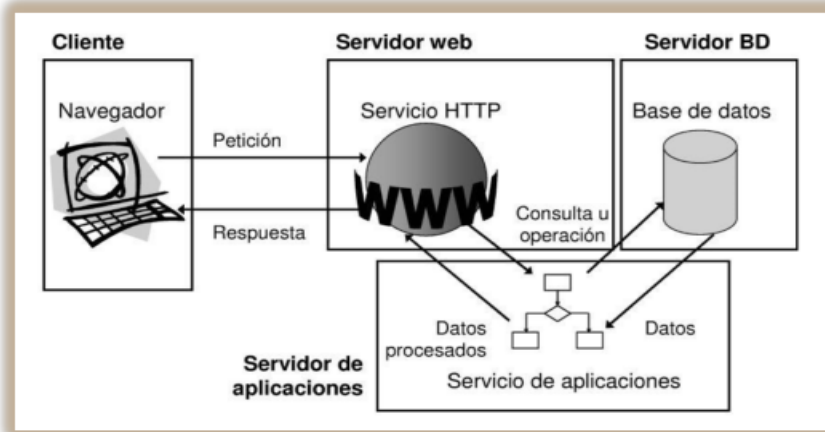 Cliente
Servidor web
Servidor BD
Navegador
Servicio HTTP
Base de datos
Petición
WWW
Respuesta
Consulta u
operación
Datos
procesados
Datos
Servidor de
aplicaciones
Servicio de aplicaciones